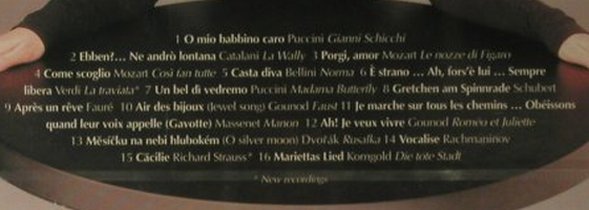 1 O mio babbino caro Puccini Gianni Schicchi
2 Ebben?... Ne andrò lontana Catalani La Wally 3 Porgi, amor Mozart Le nozze di Figaro
4 Come scoglio Mozart Così fan tutte 5 Casta diva Bellini Norma 6 È strano ... Ah, fors'è lui ... Sempre
libera Verdi La traviata* 7 Un bel dì vedremo Puccini Madama Butterfly 8 Gretchen am Spinnrade Schubert
9 Après un rêve Fauré 10 Air des bijoux (Jewel song) Gounod Faust 11 Je marche sur tous les chemins ... Obéissons
quand leur voix appelle (Gavotte) Massenet Manon 12 Ah! Je veux vivre Gounod Roméo et Juliette
13 Měsíčku na nebi hlubokém (O silver moon) Dvořák Rusalka 14 Vocalise Rachmaninov
15 Cäcilie Richard Strauss* 16 Mariettas Lied Korngold Die tote Stadt
* New recordings